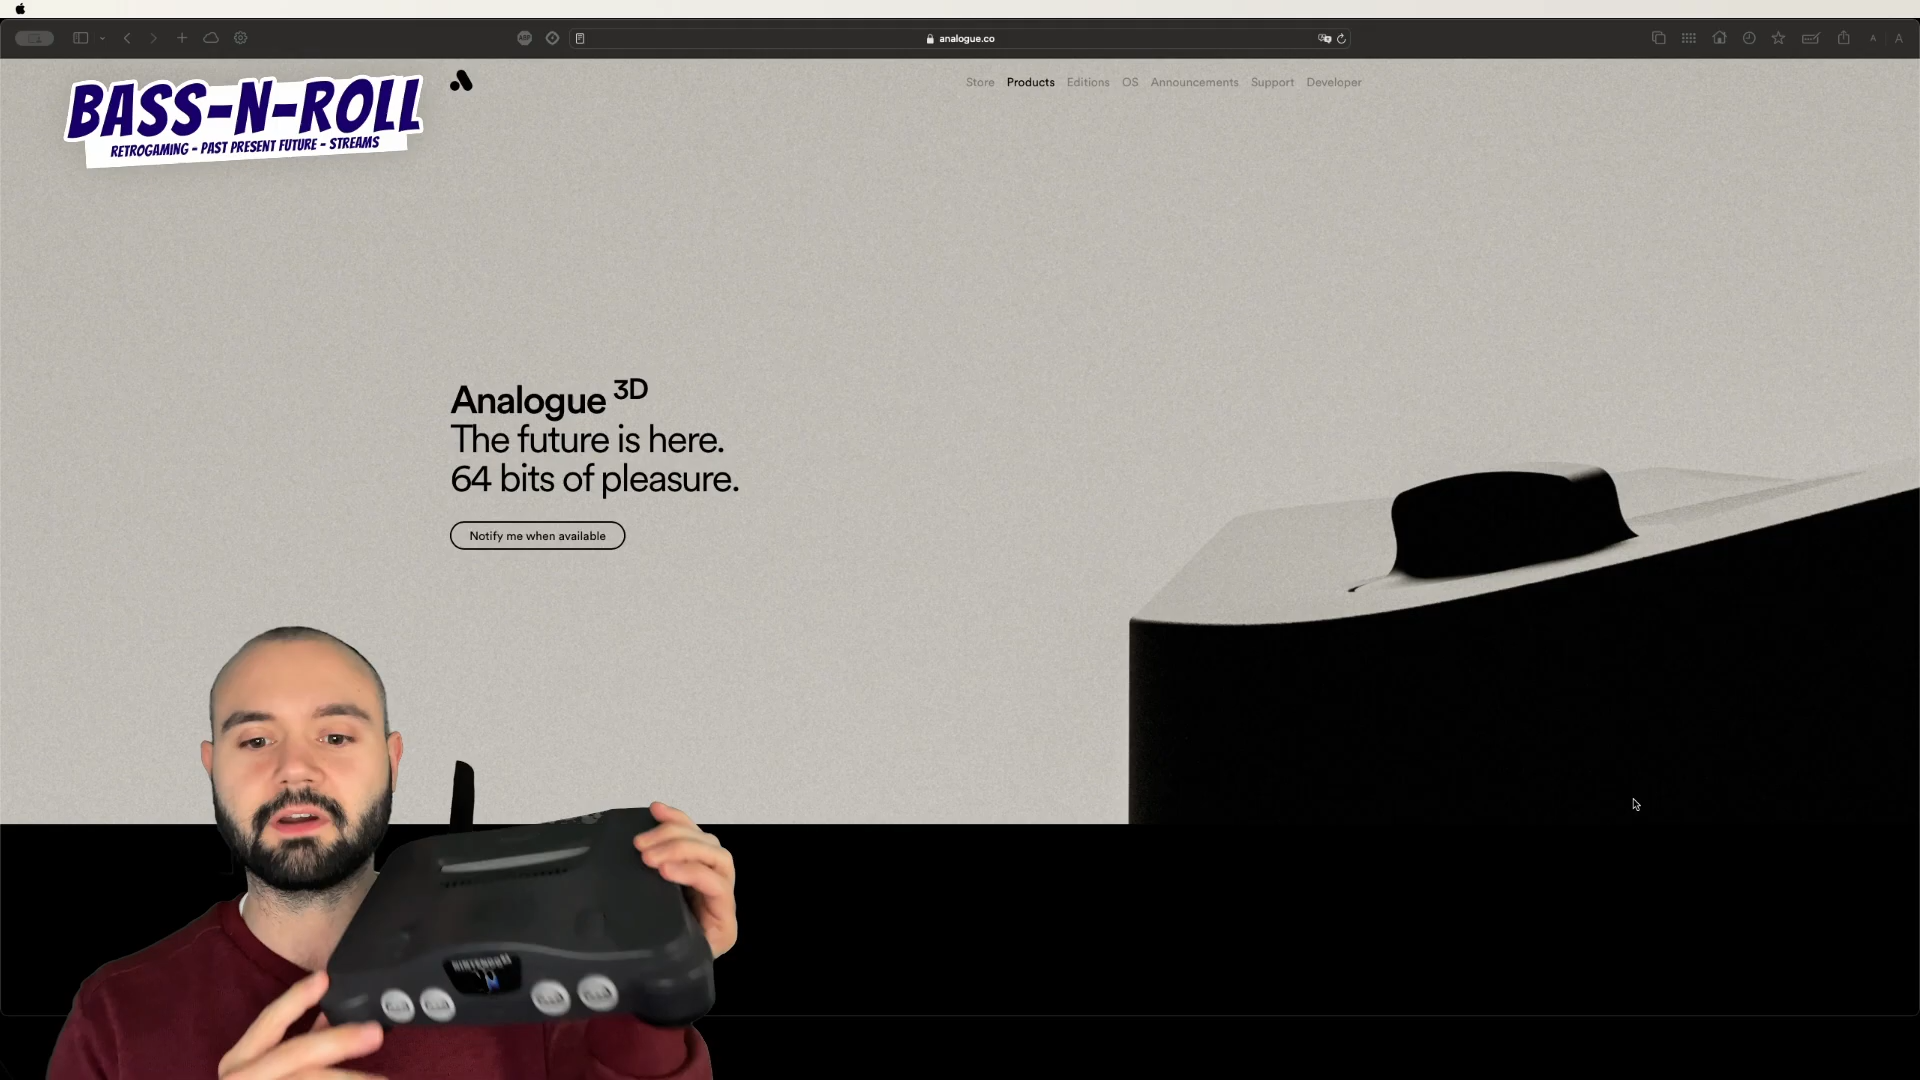 analogue.co
BASS-N-ROLL
RETROGAMING - PAST PRESENT FUTURE - STREAMS
Store Products Editions OS Announcements Support Developer
Analogue 3D
The future is here.
64 bits of pleasure.
Notify me when available
NINTENDO